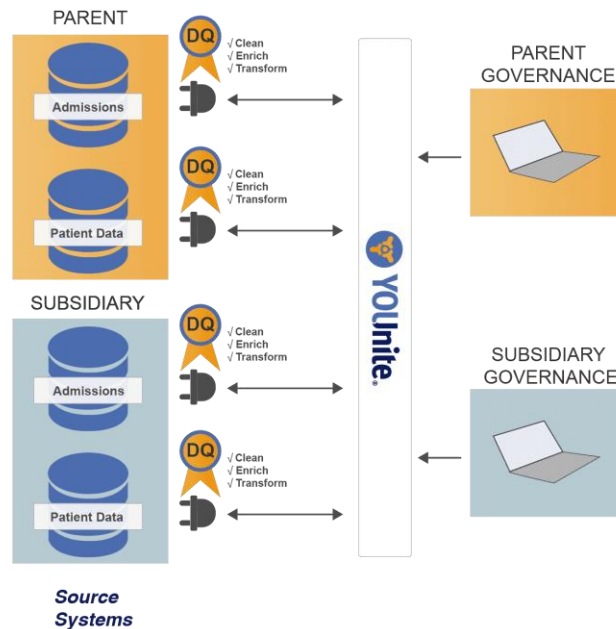 PARENT
DQ
√ Clean
√ Enrich
√ Transform
Admissions
DQ
√ Clean
√ Enrich
√ Transform
Patient Data
SUBSIDIARY
DQ
√ Clean
√ Enrich
√ Transform
Admissions
DQ
√ Clean
√ Enrich
√ Transform
Patient Data
Source
Systems
YOUnite®
PARENT
GOVERNANCE
SUBSIDIARY
GOVERNANCE